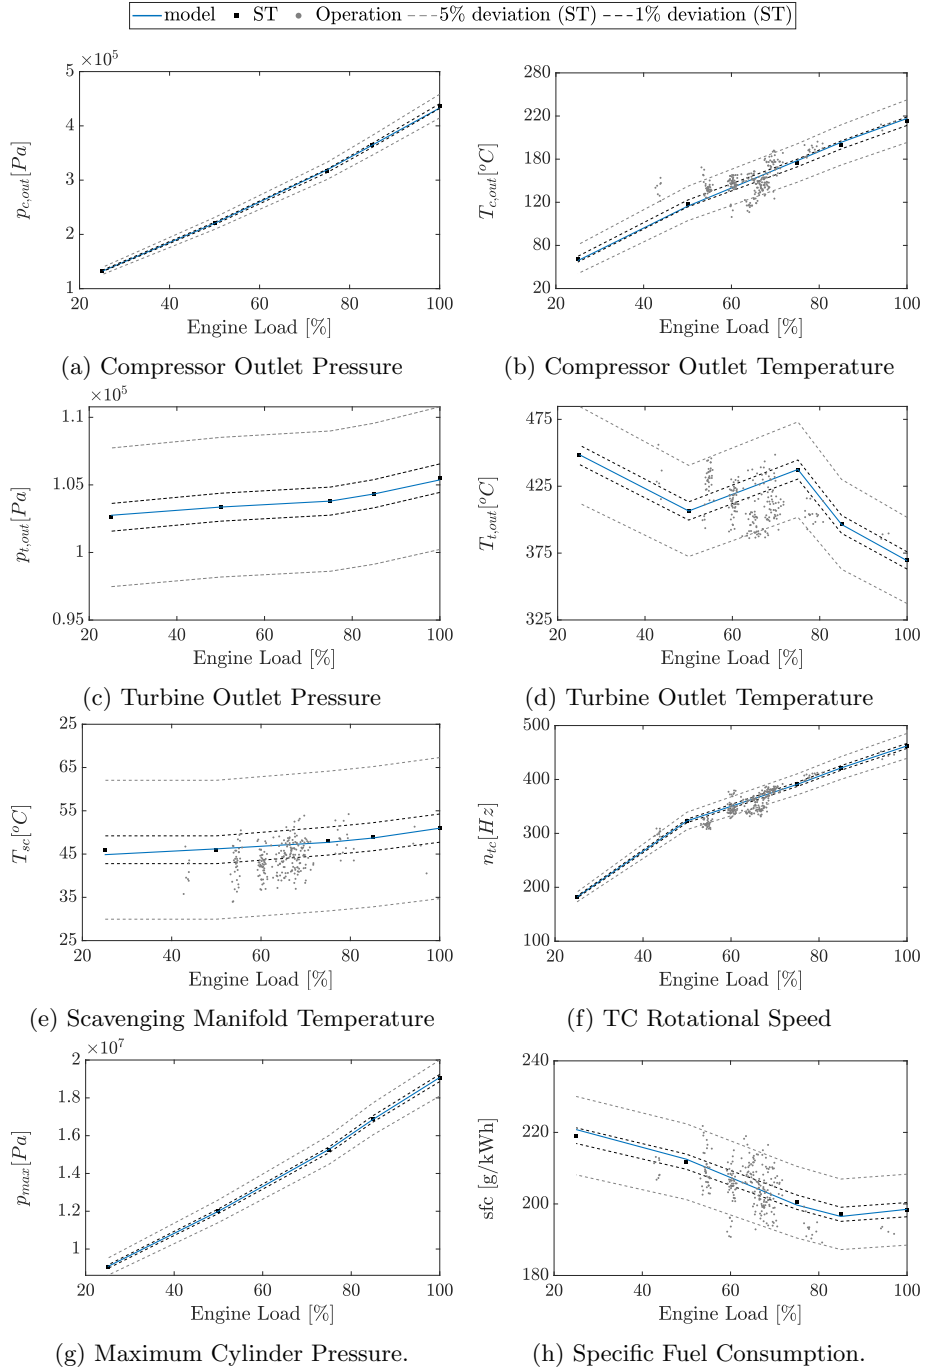 model ST Operation 5% deviation (ST) 1% deviation (ST)
×10^5
5
4
3
2
1
20 40 60 80 100
p_{c,out}[Pa]
Engine Load [%]
(a) Compressor Outlet Pressure
280
220
180
120
80
20
20 40 60 80 100
T_{c,out}[°C]
Engine Load [%]
(b) Compressor Outlet Temperature
×10^5
1.1
1.05
1
0.95
20 40 60 80 100
p_{t,out}[Pa]
Engine Load [%]
(c) Turbine Outlet Pressure
475
425
375
325
20 40 60 80 100
T_{t,out}[°C]
Engine Load [%]
(d) Turbine Outlet Temperature
25
65
55
45
35
25
20 40 60 80 100
T_{sc}[°C]
Engine Load [%]
(e) Scavenging Manifold Temperature
500
400
300
200
100
20 40 60 80 100
n_{tc}[Hz]
Engine Load [%]
(f) TC Rotational Speed
×10^7
2
1.8
1.6
1.4
1.2
1
20 40 60 80 100
p_{max}[Pa]
Engine Load [%]
(g) Maximum Cylinder Pressure.
240
220
200
180
20 40 60 80 100
sfc [g/kWh]
Engine Load [%]
(h) Specific Fuel Consumption.